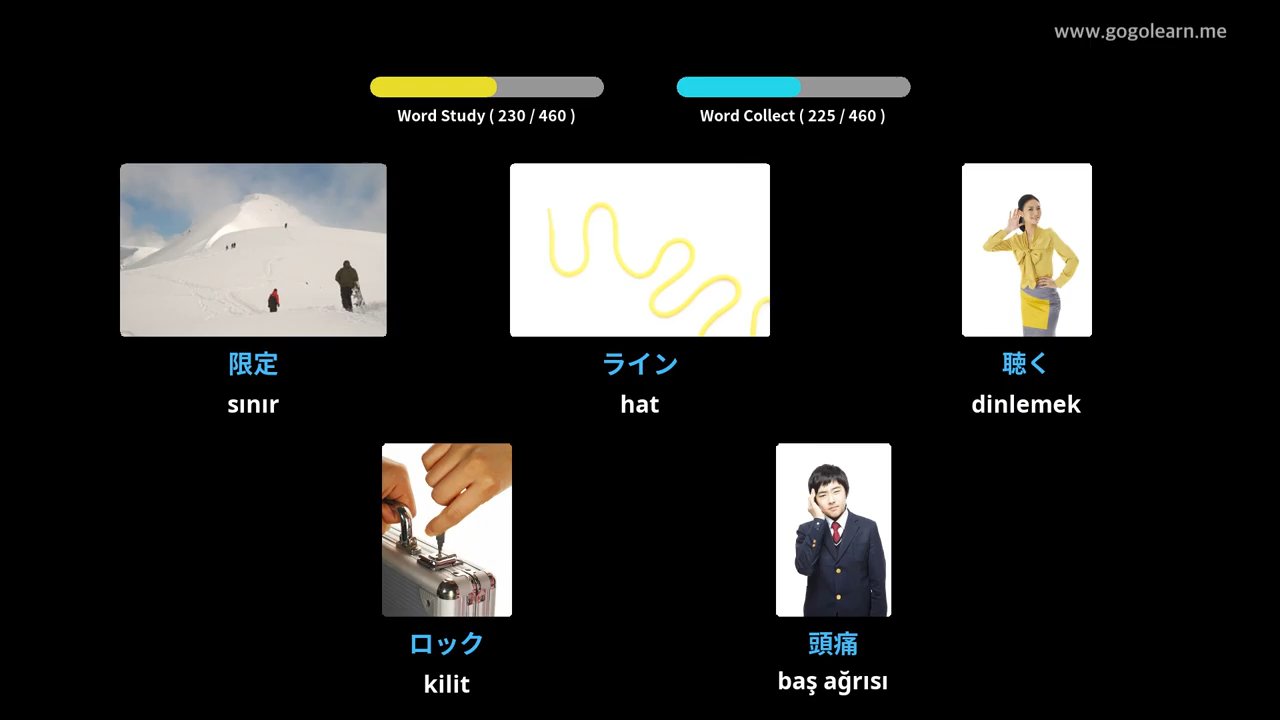 www.gogolearn.me
Word Study ( 230 / 460 )
Word Collect ( 225 / 460 )
限定
sınır
ライン
hat
聴く
dinlemek
ロック
kilit
頭痛
baş ağrısı